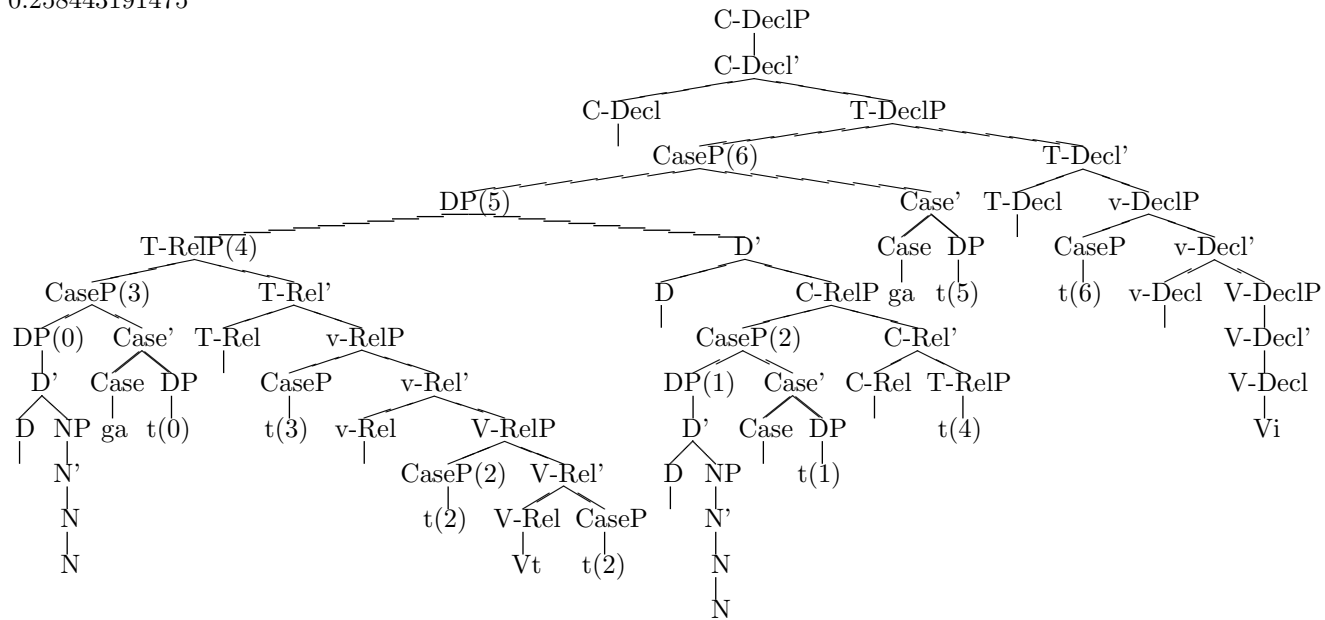 0.258443191475
C-DeclP
C-Decl'
C-Decl T-DeclP
CaseP(6) T-Decl'
DP(5) Case' T-Decl v-DeclP
T-RelP(4) D' Case DP CaseP v-Decl'
CaseP(3) T-Rel' D C-RelP ga t(5) t(6) v-Decl V-DeclP
DP(0) Case' T-Rel v-RelP CaseP(2) C-Rel' V-Decl'
D' Case DP CaseP v-Rel' DP(1) Case' C-Rel T-RelP V-Decl
D NP ga t(0) t(3) v-Rel V-RelP D' Case DP t(4) Vi
N' CaseP(2) V-Rel' D NP t(1)
N t(2) V-Rel CaseP N'
N Vt t(2) N
N